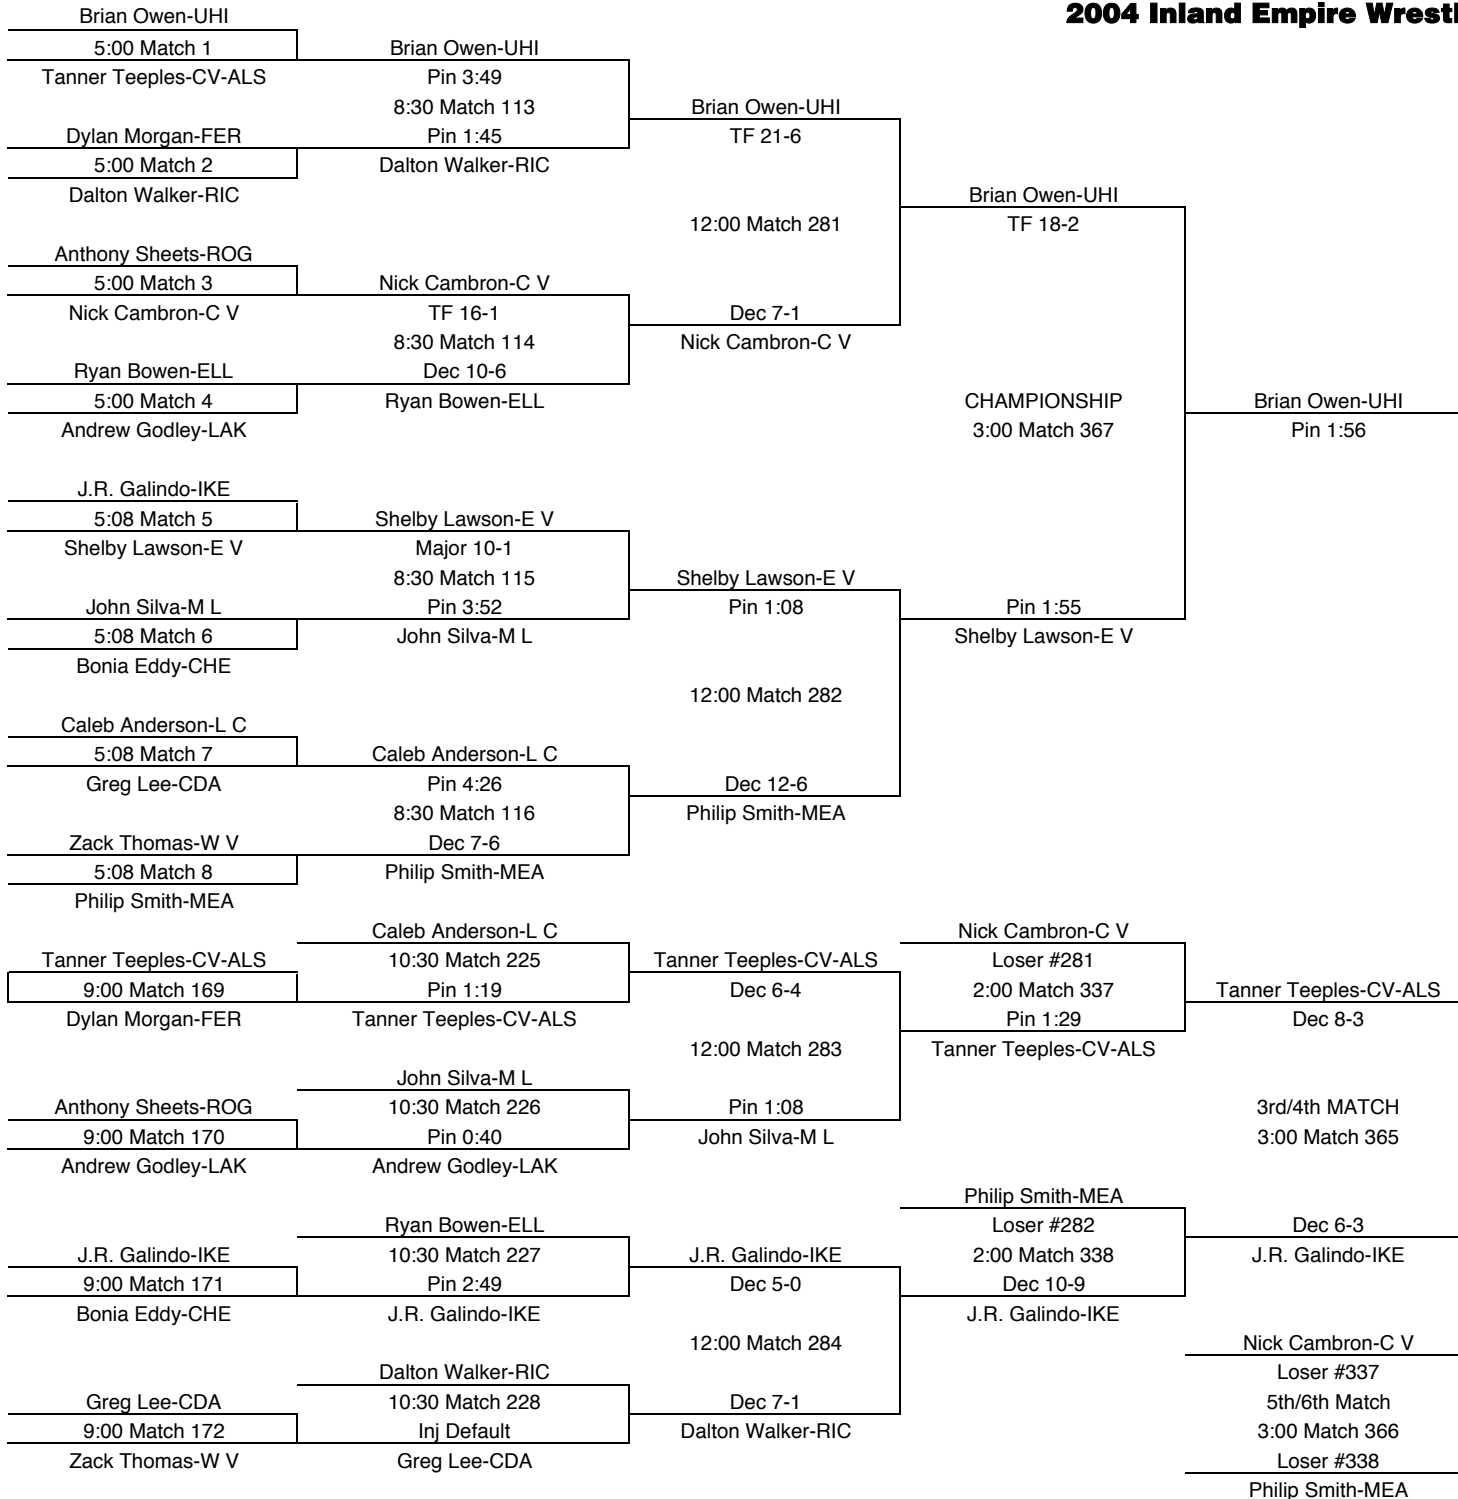 2004 Inland Empire Wrestl
Brian Owen-UHI
5:00 Match 1
Tanner Teeples-CV-ALS
Dylan Morgan-FER
5:00 Match 2
Dalton Walker-RIC
Anthony Sheets-ROG
5:00 Match 3
Nick Cambron-C V
Ryan Bowen-ELL
5:00 Match 4
Andrew Godley-LAK
J.R. Galindo-IKE
5:08 Match 5
Shelby Lawson-E V
John Silva-M L
5:08 Match 6
Bonia Eddy-CHE
Caleb Anderson-L C
5:08 Match 7
Greg Lee-CDA
Zack Thomas-W V
5:08 Match 8
Philip Smith-MEA
Brian Owen-UHI
Pin 3:49
8:30 Match 113
Pin 1:45
Dalton Walker-RIC
Nick Cambron-C V
TF 16-1
8:30 Match 114
Dec 10-6
Ryan Bowen-ELL
Shelby Lawson-E V
Major 10-1
8:30 Match 115
Pin 3:52
John Silva-M L
Caleb Anderson-L C
Pin 4:26
8:30 Match 116
Dec 7-6
Philip Smith-MEA
Brian Owen-UHI
TF 21-6
12:00 Match 281
Dec 7-1
Nick Cambron-C V
Shelby Lawson-E V
Pin 1:08
12:00 Match 282
Dec 12-6
Philip Smith-MEA
Brian Owen-UHI
TF 18-2
CHAMPIONSHIP
3:00 Match 367
Pin 1:55
Shelby Lawson-E V
Brian Owen-UHI
Pin 1:56
Tanner Teeples-CV-ALS
9:00 Match 169
Dylan Morgan-FER
Anthony Sheets-ROG
9:00 Match 170
Andrew Godley-LAK
J.R. Galindo-IKE
9:00 Match 171
Bonia Eddy-CHE
Greg Lee-CDA
9:00 Match 172
Zack Thomas-W V
Caleb Anderson-L C
10:30 Match 225
Pin 1:19
Tanner Teeples-CV-ALS
John Silva-M L
10:30 Match 226
Pin 0:40
Andrew Godley-LAK
Ryan Bowen-ELL
10:30 Match 227
Pin 2:49
J.R. Galindo-IKE
Dalton Walker-RIC
10:30 Match 228
Inj Default
Greg Lee-CDA
Tanner Teeples-CV-ALS
Dec 6-4
12:00 Match 283
Pin 1:08
John Silva-M L
J.R. Galindo-IKE
Dec 5-0
12:00 Match 284
Dec 7-1
Dalton Walker-RIC
Nick Cambron-C V
Loser #281
2:00 Match 337
Pin 1:29
Tanner Teeples-CV-ALS
Philip Smith-MEA
Loser #282
2:00 Match 338
Dec 10-9
J.R. Galindo-IKE
Tanner Teeples-CV-ALS
Dec 8-3
3rd/4th MATCH
3:00 Match 365
Dec 6-3
J.R. Galindo-IKE
Nick Cambron-C V
Loser #337
5th/6th Match
3:00 Match 366
Loser #338
Philip Smith-MEA